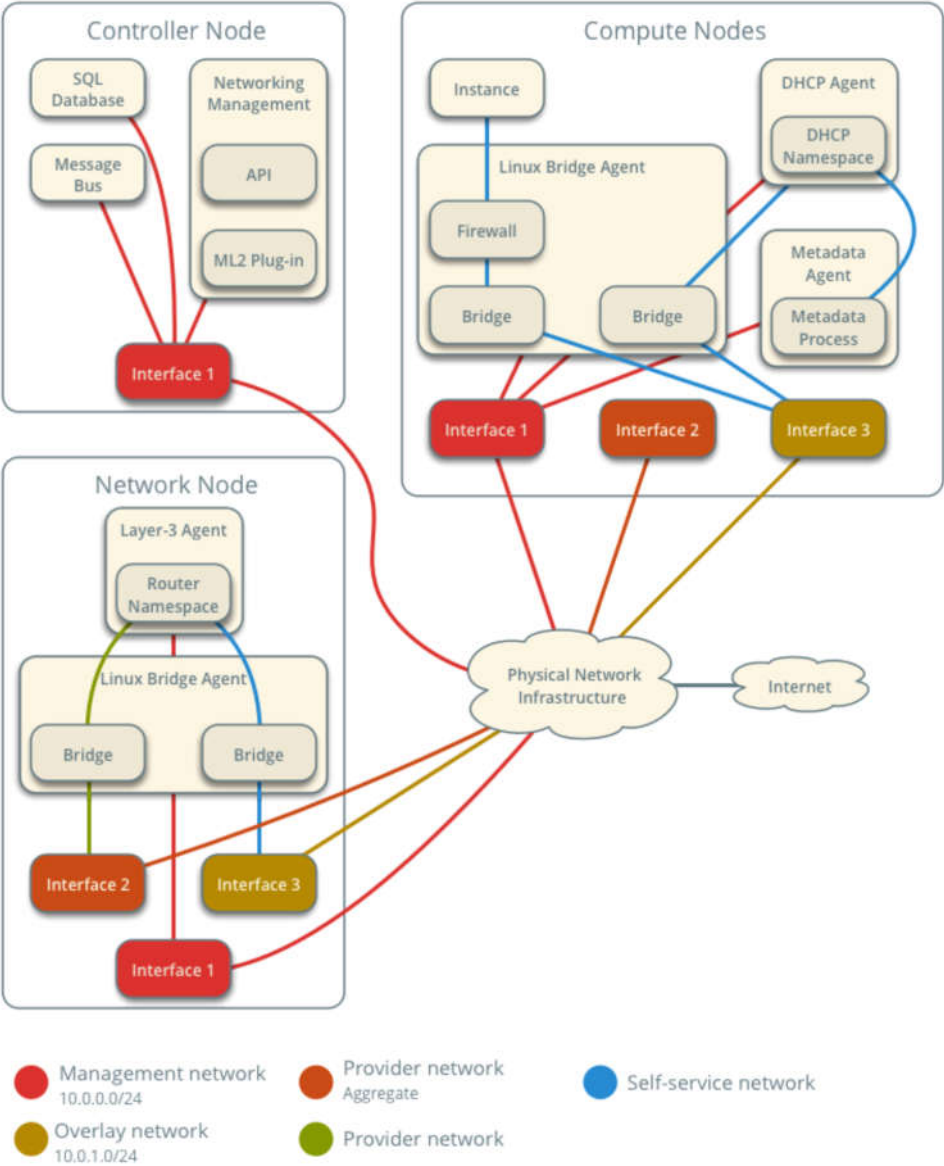 Controller Node
SQL
Database
Message
Bus
Networking
Management
API
ML2 Plug-in
Interface 1
Compute Nodes
Instance
Linux Bridge Agent
Firewall
Bridge
Bridge
DHCP Agent
DHCP
Namespace
Metadata
Agent
Metadata
Process
Interface 1
Interface 2
Interface 3
Network Node
Layer-3 Agent
Router
Namespace
Linux Bridge Agent
Bridge
Bridge
Interface 2
Interface 3
Interface 1
Physical Network
Infrastructure
Internet
Management network
10.0.0.0/24
Provider network
Aggregate
Self-service network
Overlay network
10.0.1.0/24
Provider network